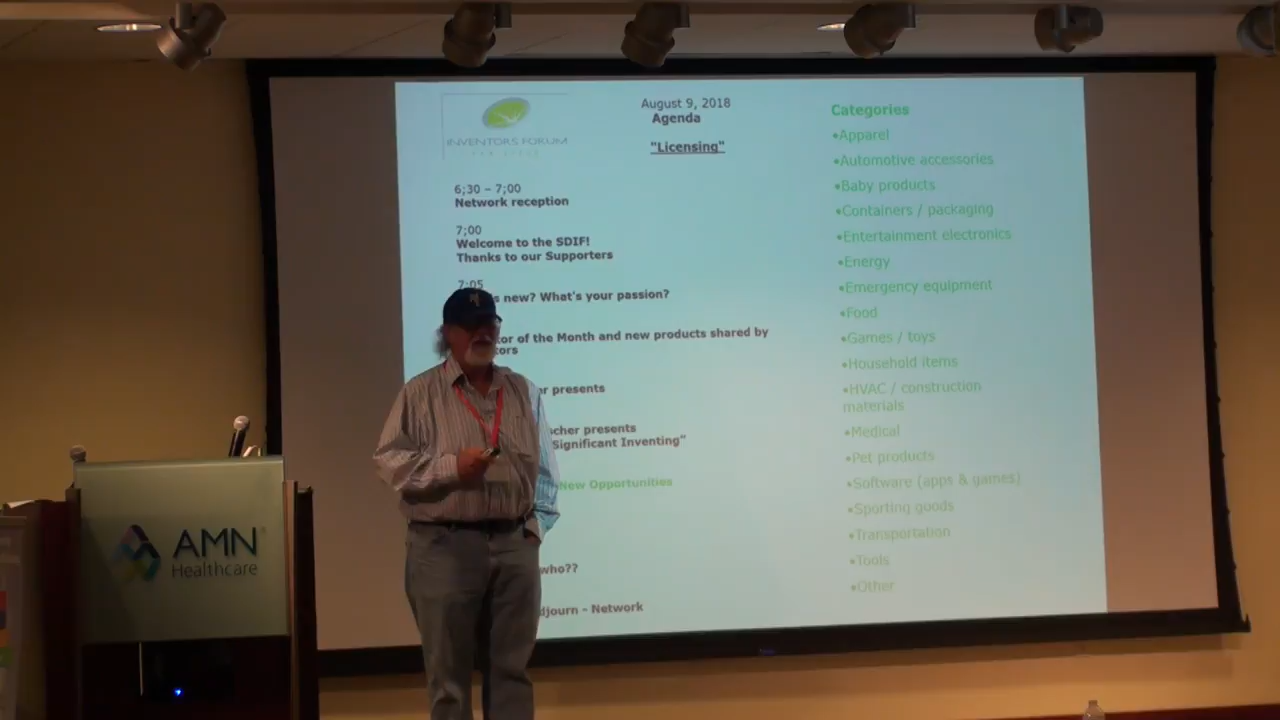 INVENTORS FORUM
August 9, 2018
Agenda
"Licensing"
6;30 – 7;00
Network reception
7;00
Welcome to the SDIF!
Thanks to our Supporters
7:05
s new? What's your passion?
or of the Month and new products shared by
tors
or presents
scher presents
Significant Inventing"
New Opportunities
who??
djourn - Network
Categories
•Apparel
•Automotive accessories
•Baby products
•Containers / packaging
•Entertainment electronics
•Energy
•Emergency equipment
•Food
•Games / toys
•Household items
•HVAC / construction
materials
•Medical
•Pet products
•Software (apps & games)
•Sporting goods
•Transportation
•Tools
•Other
AMN
Healthcare